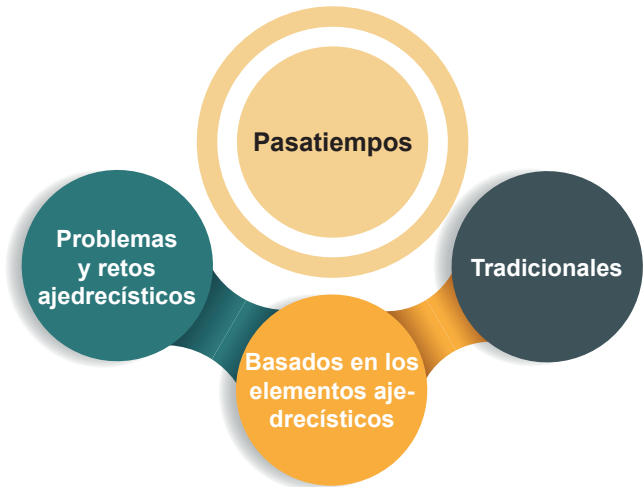 Pasatiempos
Problemas
y retos
ajedrecísticos
Tradicionales
Basados en los
elementos aje-
drecísticos